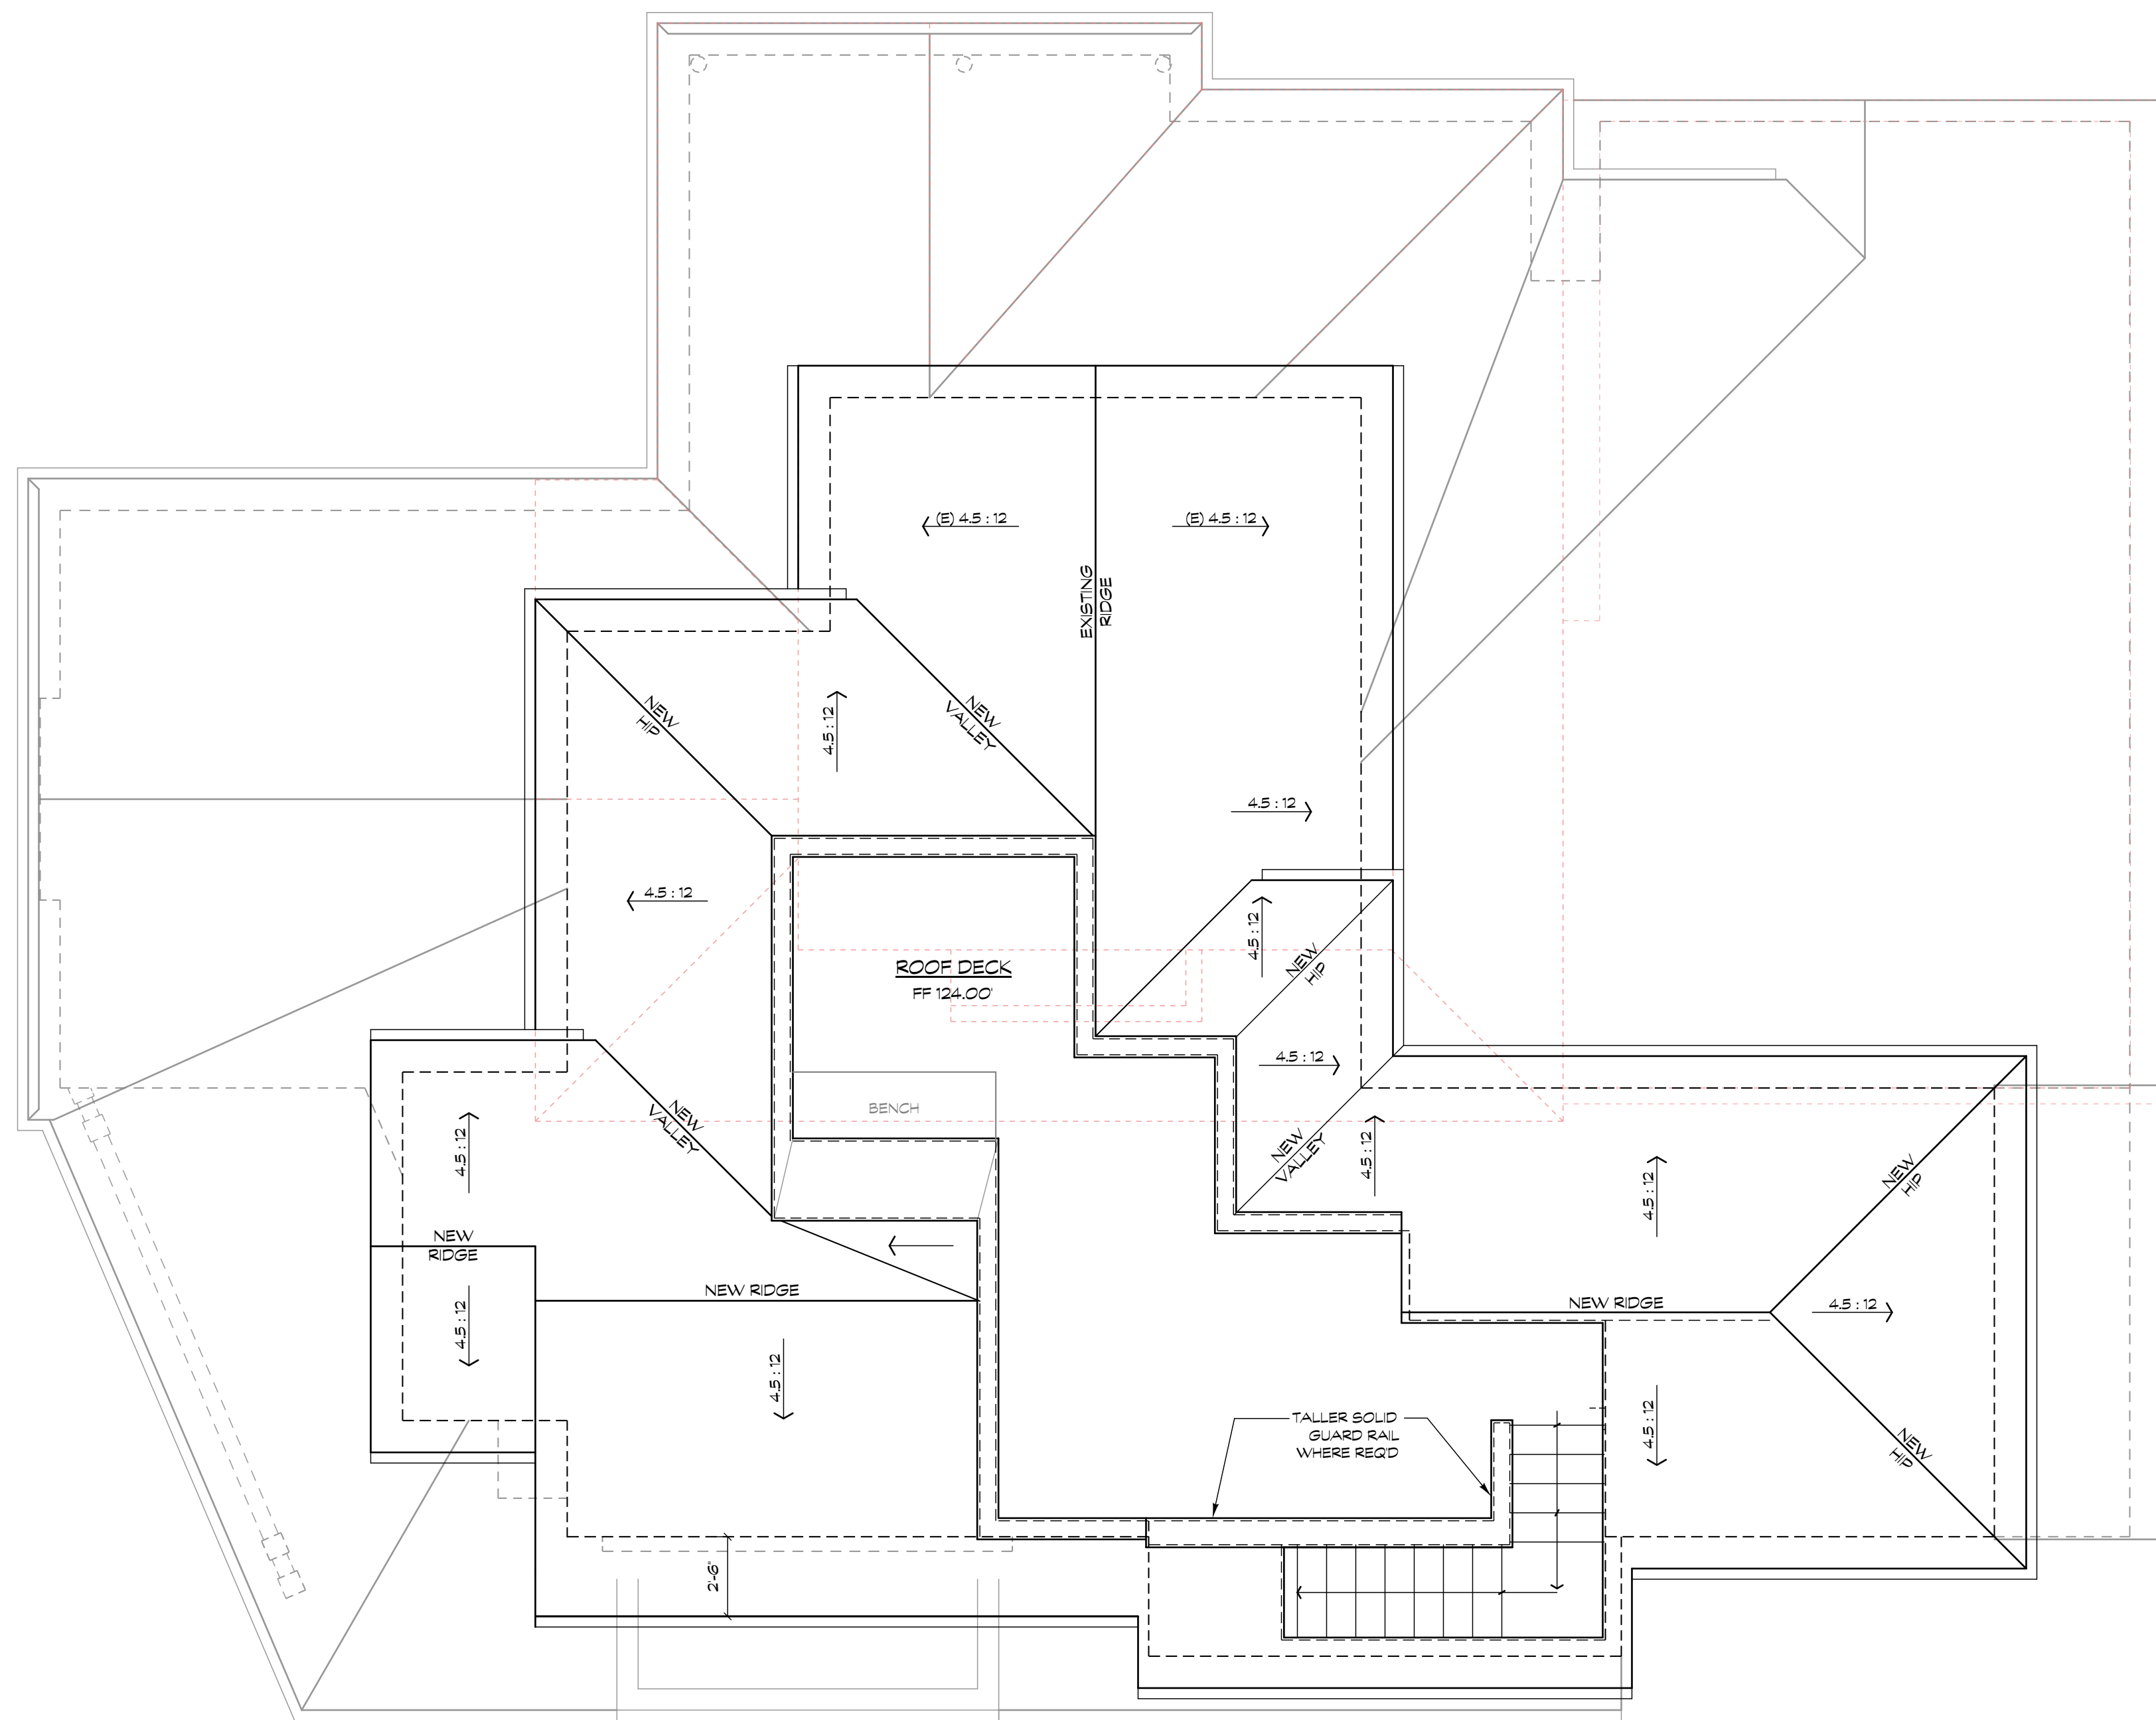 (E) 4.5 : 12
(E) 4.5 : 12
EXISTING
RIDGE
NEW
HIP
4.5 : 12
NEW
VALLEY
4.5 : 12
4.5 : 12
4.5 : 12
NEW
HIP
ROOF DECK
FF 124.00'
4.5 : 12
BENCH
NEW
VALLEY
4.5 : 12
NEW
VALLEY
4.5 : 12
4.5 : 12
NEW
HIP
NEW
RIDGE
4.5 : 12
NEW RIDGE
NEW RIDGE
4.5 : 12
4.5 : 12
TALLER SOLID
GUARD RAIL
WHERE REQ'D
4.5 : 12
NEW
HIP
2'-6"